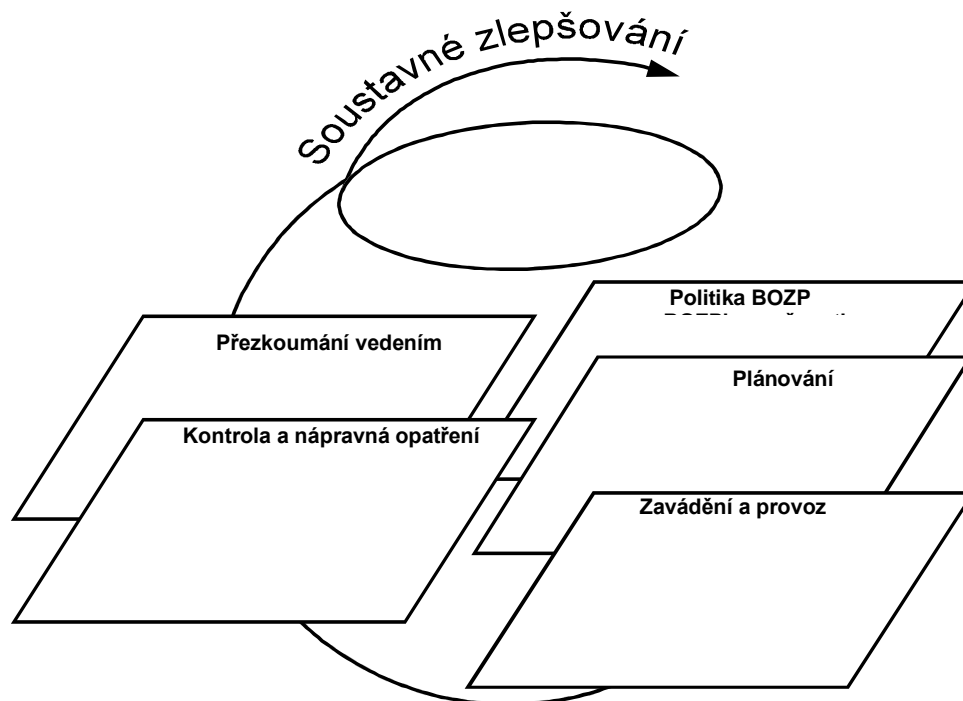 Soustavné zlepšování
Politika BOZP
Přezkoumání vedením
Plánování
Kontrola a nápravná opatření
Zavádění a provoz